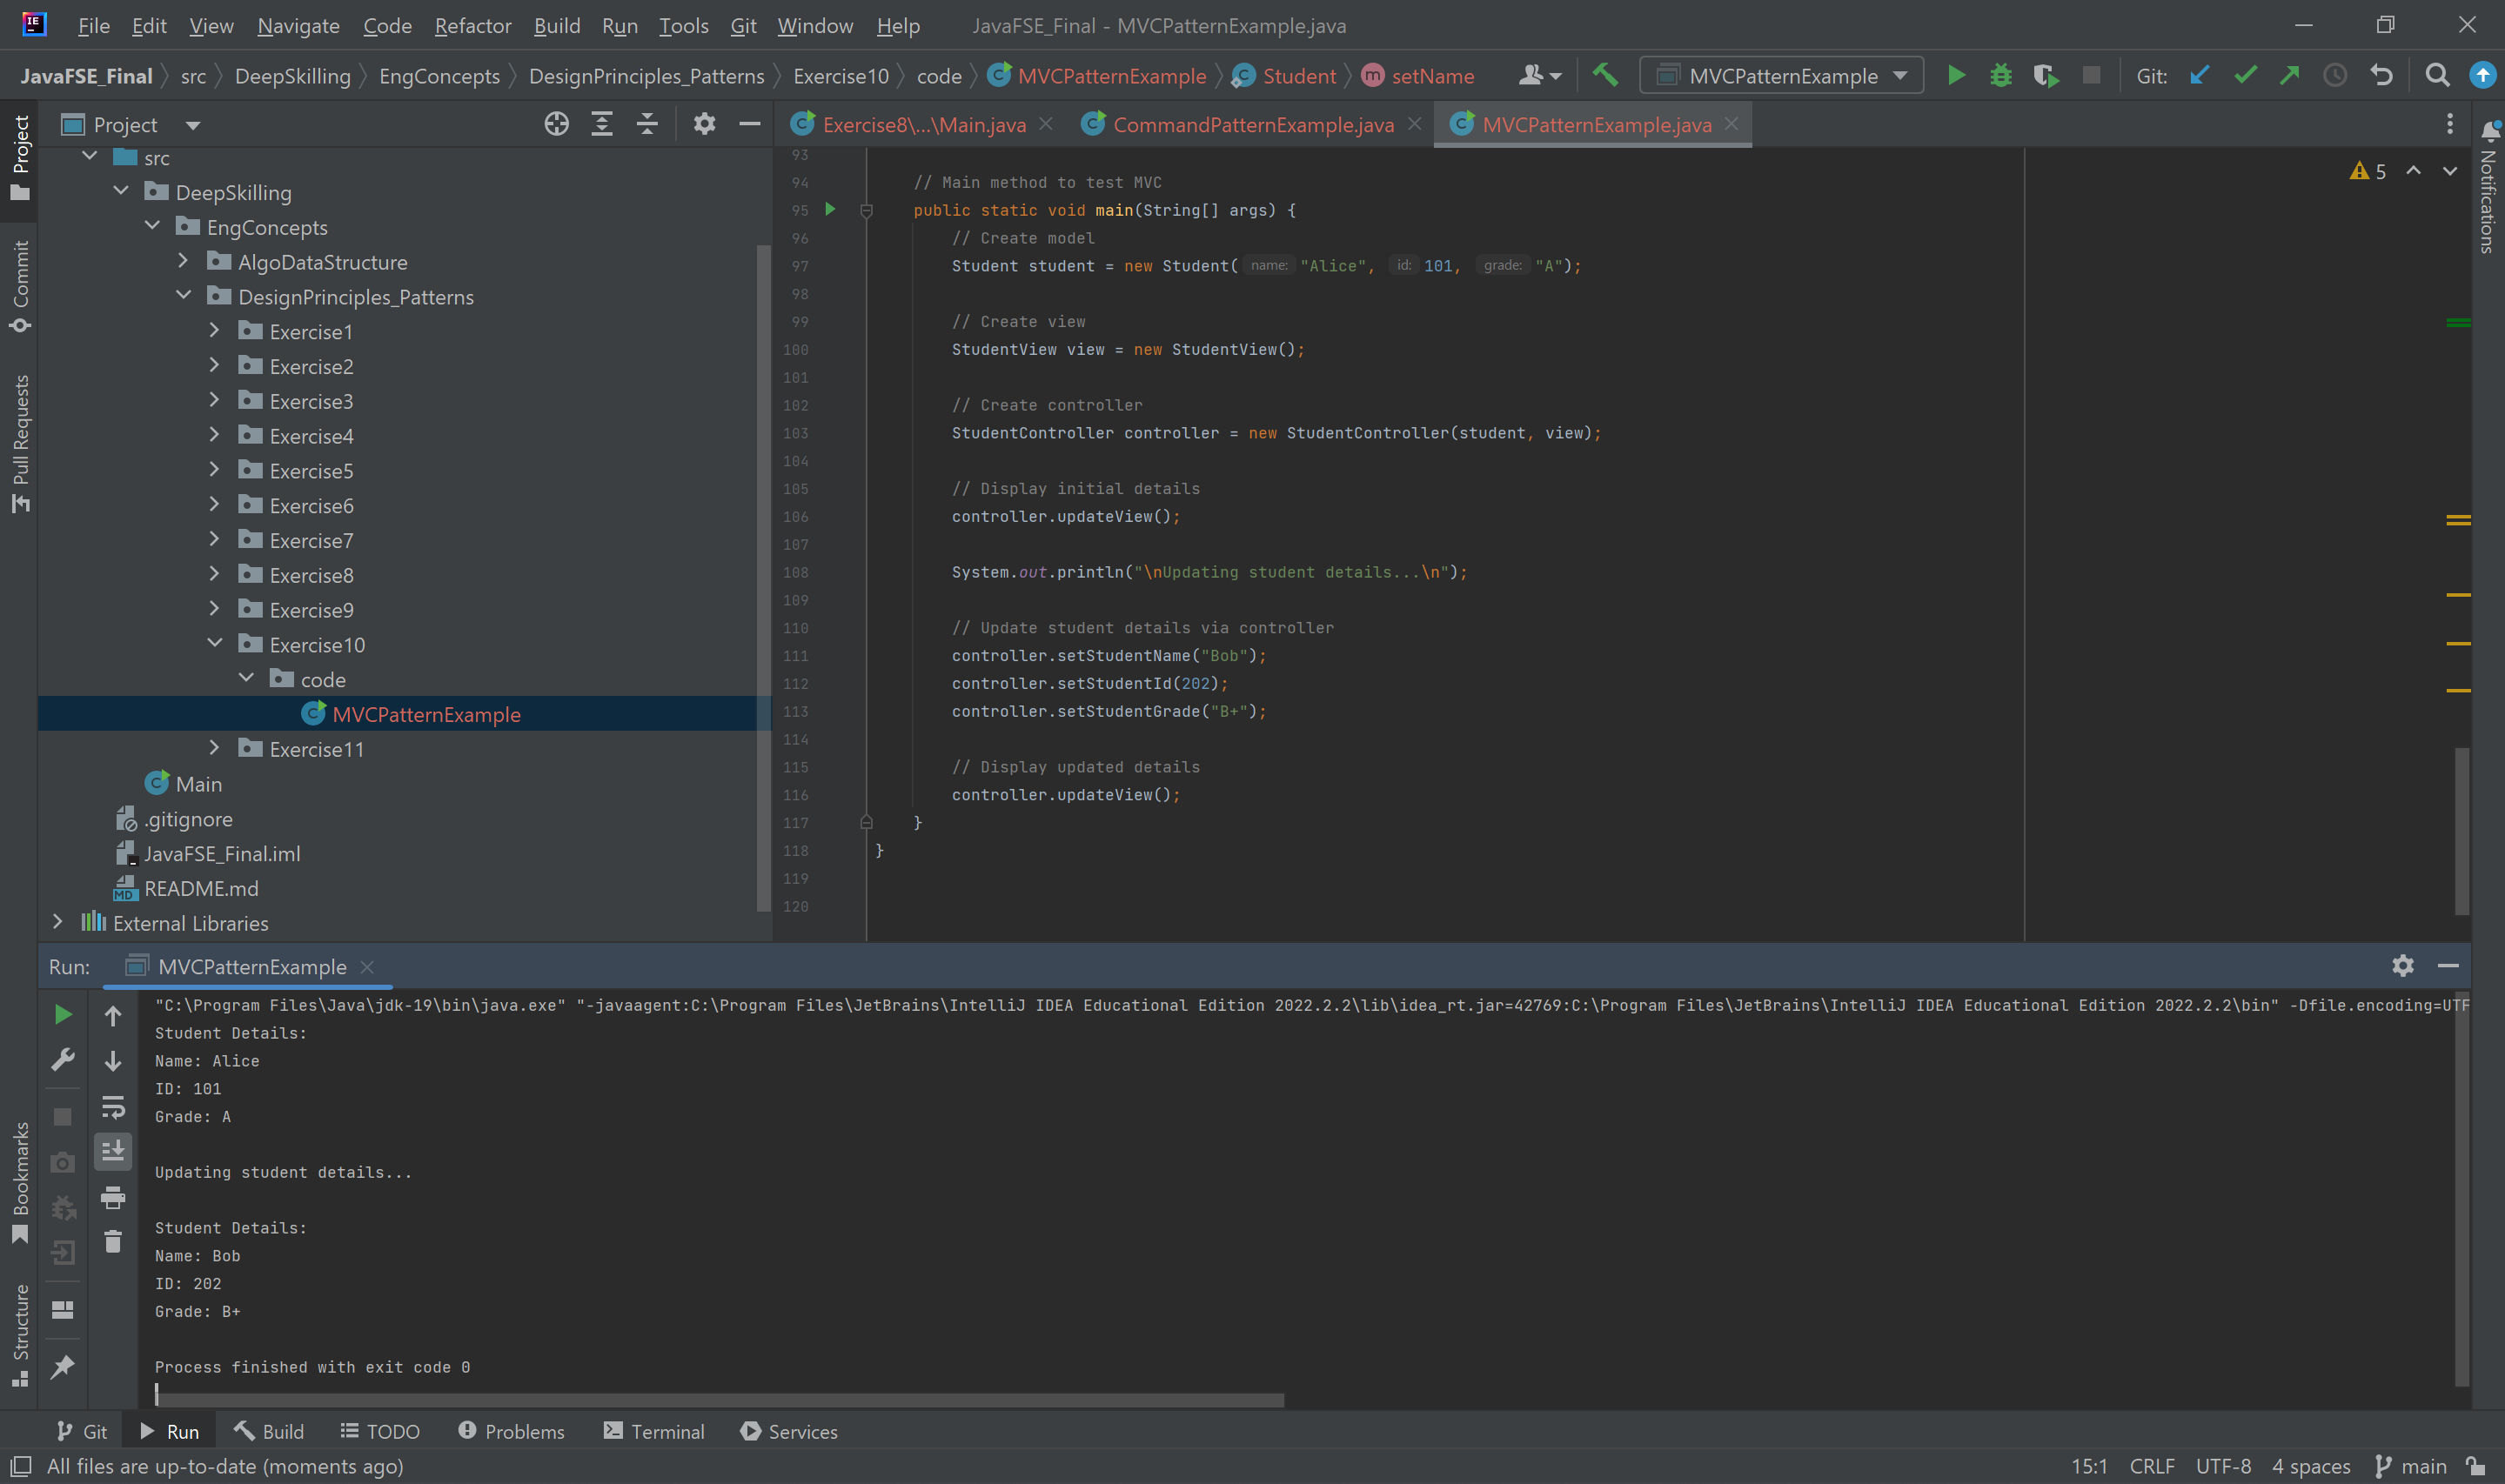 File Edit View Navigate Code Refactor Build Run Tools Git Window Help JavaFSE_Final - MVCPatternExample.java
JavaFSE_Final src DeepSkilling EngConcepts DesignPrinciples_Patterns Exercise10 code MVCPatternExample Student setName MVCPatternExample Git:
Project
Exercise8\...\Main.java CommandPatternExample.java MVCPatternExample.java
Project
Commit
Pull Requests
Bookmarks
Structure
Notifications
src
DeepSkilling
EngConcepts
AlgoDataStructure
DesignPrinciples_Patterns
Exercise1
Exercise2
Exercise3
Exercise4
Exercise5
Exercise6
Exercise7
Exercise8
Exercise9
Exercise10
code
MVCPatternExample
Exercise11
Main
.gitignore
JavaFSE_Final.iml
README.md
External Libraries
5
93
94 // Main method to test MVC
95 public static void main(String[] args) {
96 // Create model
97 Student student = new Student( name: "Alice", id: 101, grade: "A");
98
99 // Create view
100 StudentView view = new StudentView();
101
102 // Create controller
103 StudentController controller = new StudentController(student, view);
104
105 // Display initial details
106 controller.updateView();
107
108 System.out.println("\nUpdating student details...\n");
109
110 // Update student details via controller
111 controller.setStudentName("Bob");
112 controller.setStudentId(202);
113 controller.setStudentGrade("B+");
114
115 // Display updated details
116 controller.updateView();
117 }
118 }
119
120
Run: MVCPatternExample
"C:\Program Files\Java\jdk-19\bin\java.exe" "-javaagent:C:\Program Files\JetBrains\IntelliJ IDEA Educational Edition 2022.2.2\lib\idea_rt.jar=42769:C:\Program Files\JetBrains\IntelliJ IDEA Educational Edition 2022.2.2\bin" -Dfile.encoding=UTF
Student Details:
Name: Alice
ID: 101
Grade: A
Updating student details...
Student Details:
Name: Bob
ID: 202
Grade: B+
Process finished with exit code 0
Git Run Build TODO Problems Terminal Services
All files are up-to-date (moments ago) 15:1 CRLF UTF-8 4 spaces main